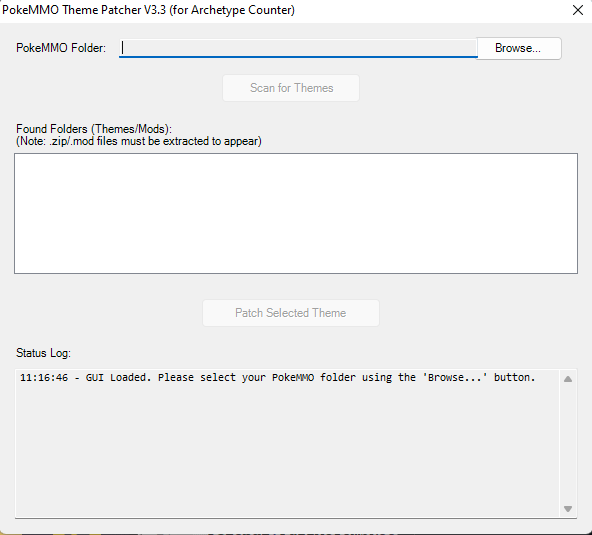 PokeMMO Theme Patcher V3.3 (for Archetype Counter)
PokeMMO Folder:
Browse...
Scan for Themes
Found Folders (Themes/Mods):
(Note: .zip/.mod files must be extracted to appear)
Patch Selected Theme
Status Log:
11:16:46 - GUI Loaded. Please select your PokeMMO folder using the 'Browse...' button.